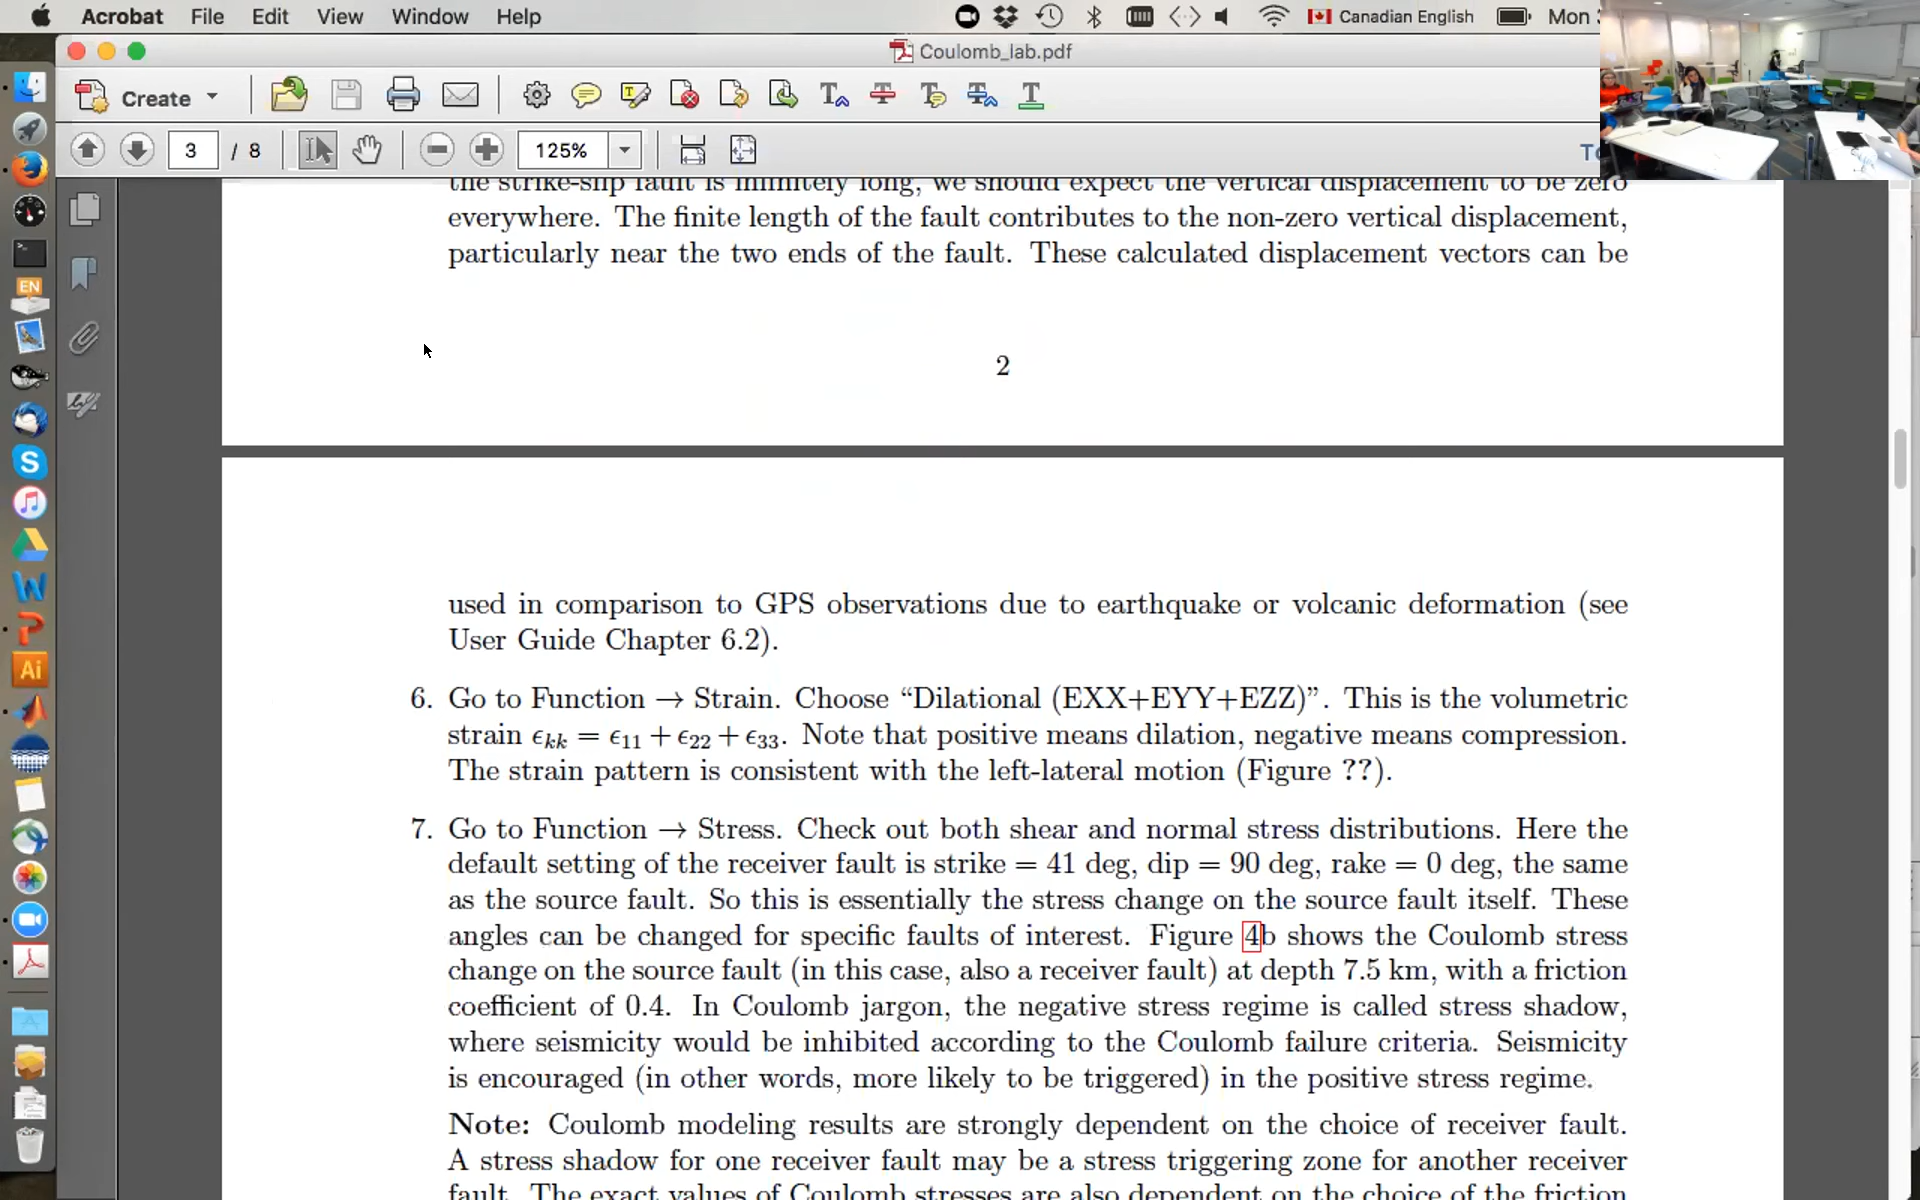 Acrobat File Edit View Window Help Canadian English Mon
Coulomb_lab.pdf
Create
3 / 8 125%
the strike-slip fault is infinitely long, we should expect the vertical displacement to be zero
everywhere. The finite length of the fault contributes to the non-zero vertical displacement,
particularly near the two ends of the fault. These calculated displacement vectors can be
2
used in comparison to GPS observations due to earthquake or volcanic deformation (see
User Guide Chapter 6.2).
6. Go to Function → Strain. Choose “Dilational (EXX+EYY+EZZ)”. This is the volumetric
strain ϵkk = ϵ11 + ϵ22 + ϵ33. Note that positive means dilation, negative means compression.
The strain pattern is consistent with the left-lateral motion (Figure ??).
7. Go to Function → Stress. Check out both shear and normal stress distributions. Here the
default setting of the receiver fault is strike = 41 deg, dip = 90 deg, rake = 0 deg, the same
as the source fault. So this is essentially the stress change on the source fault itself. These
angles can be changed for specific faults of interest. Figure 4b shows the Coulomb stress
change on the source fault (in this case, also a receiver fault) at depth 7.5 km, with a friction
coefficient of 0.4. In Coulomb jargon, the negative stress regime is called stress shadow,
where seismicity would be inhibited according to the Coulomb failure criteria. Seismicity
is encouraged (in other words, more likely to be triggered) in the positive stress regime.
Note: Coulomb modeling results are strongly dependent on the choice of receiver fault.
A stress shadow for one receiver fault may be a stress triggering zone for another receiver
fault. The exact values of Coulomb stresses are also dependent on the choice of the friction
EN
Ai